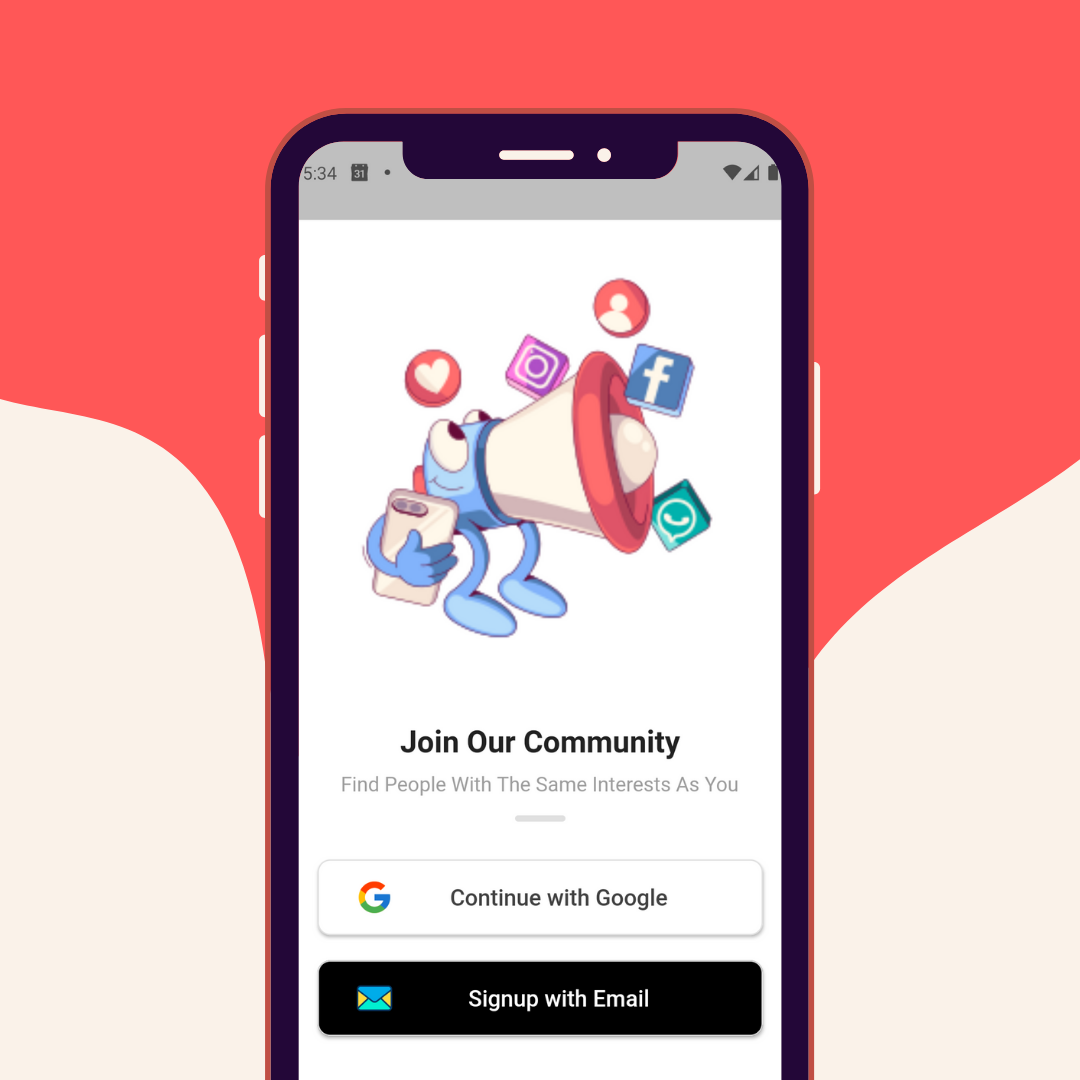 5:34 31
Join Our Community
Find People With The Same Interests As You
Continue with Google
Signup with Email